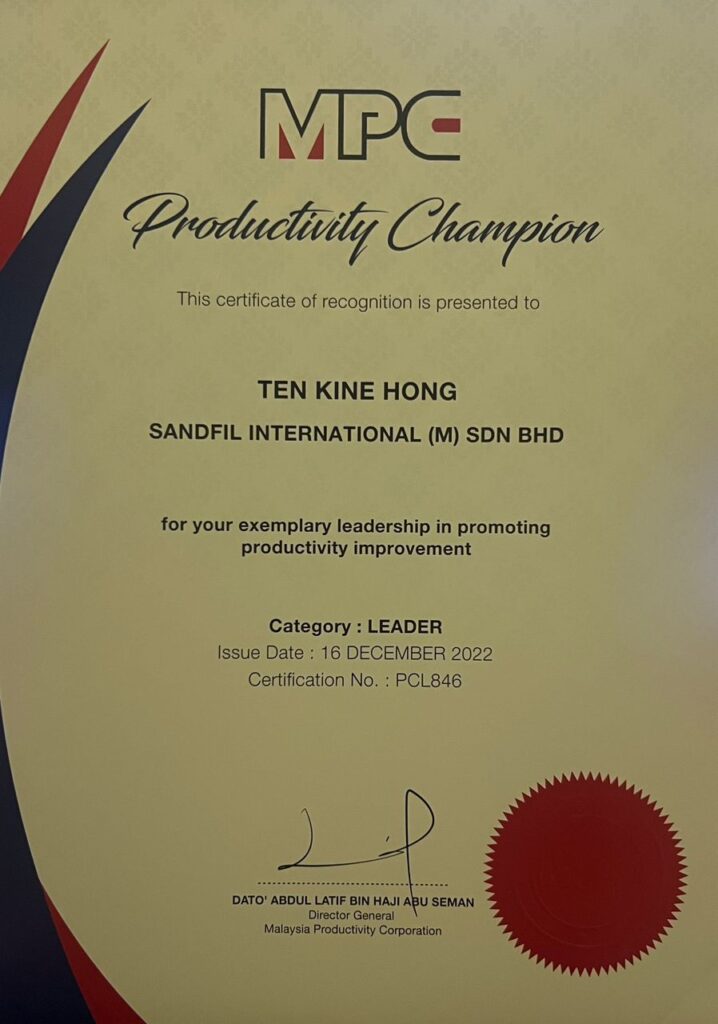 MPC
Productivity Champion
This certificate of recognition is presented to
TEN KINE HONG
SANDFIL INTERNATIONAL (M) SDN BHD
for your exemplary leadership in promoting
productivity improvement
Category : LEADER
Issue Date : 16 DECEMBER 2022
Certification No. : PCL846
DATO' ABDUL LATIF BIN HAJI ABU SEMAN
Director General
Malaysia Productivity Corporation